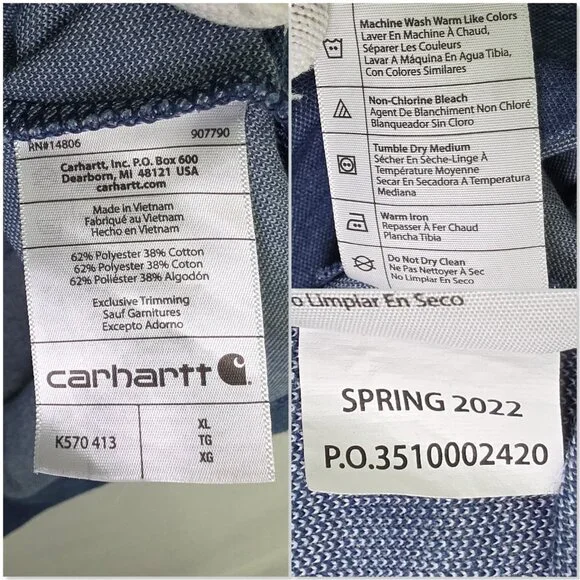 RN#14806 907790
Carhartt, Inc. P.O. Box 600
Dearborn, MI 48121 USA
carhartt.com
Made in Vietnam
Fabriqué au Vietnam
Hecho en Vietnam
62% Polyester 38% Cotton
62% Polyester 38% Coton
62% Poliéster 38% Algodón
Exclusive Trimming
Sauf Garnitures
Excepto Adorno
carhartt
K570 413
XL
TG
XG
Machine Wash Warm Like Colors
Laver En Machine À Chaud,
Séparer Les Couleurs
Lavar A Máquina En Agua Tibia,
Con Colores Similares
Non-Chlorine Bleach
Agent De Blanchiment Non Chloré
Blanqueador Sin Cloro
Tumble Dry Medium
Sécher En Sèche-Linge À
Température Moyenne
Secar En Secadora A Temperatura
Mediana
Warm Iron
Repasser À Fer Chaud
Plancha Tibia
Do Not Dry Clean
Ne Pas Nettoyer À Sec
No Limpiar En Seco
o Limpiar En Seco
SPRING 2022
P.O.3510002420